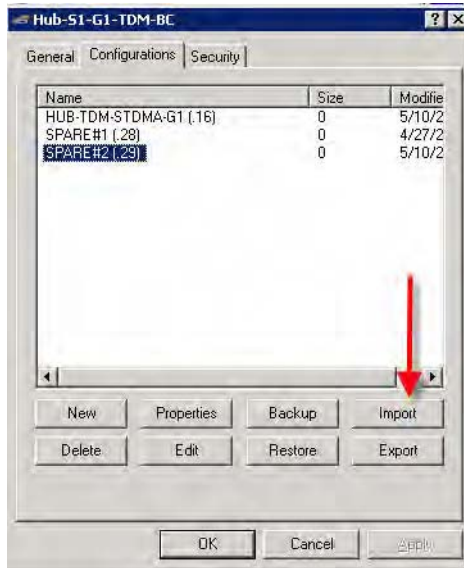 Hub-S1-G1-TDM-BC
General Configurations Security
Name Size Modifie
HUB-TDM-STDMA-G1 (.16) 0 5/10/2
SPARE#1 (.28) 0 4/27/2
SPARE#2 (.29) 0 5/10/2
New Properties Backup Import
Delete Edit Restore Export
OK Cancel Apply